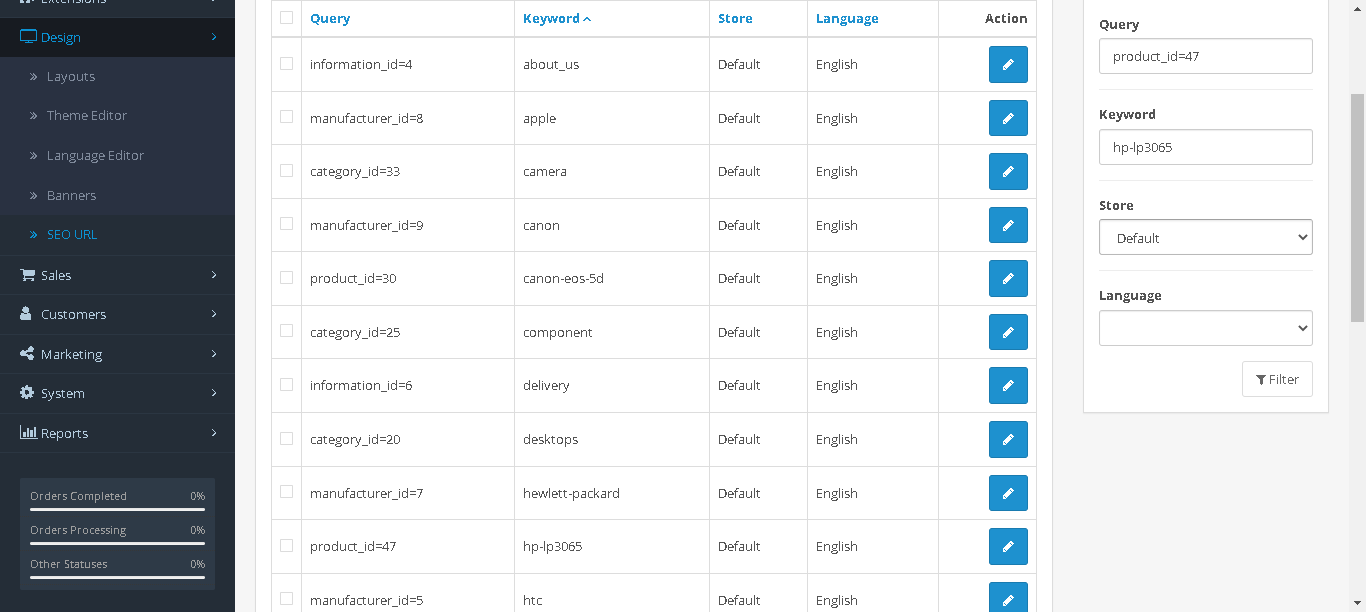 Extensions
Design
Layouts
Theme Editor
Language Editor
Banners
SEO URL
Sales
Customers
Marketing
System
Reports
Orders Completed 0%
Orders Processing 0%
Other Statuses 0%
Query Keyword Store Language Action
information_id=4 about_us Default English
manufacturer_id=8 apple Default English
category_id=33 camera Default English
manufacturer_id=9 canon Default English
product_id=30 canon-eos-5d Default English
category_id=25 component Default English
information_id=6 delivery Default English
category_id=20 desktops Default English
manufacturer_id=7 hewlett-packard Default English
product_id=47 hp-lp3065 Default English
manufacturer_id=5 htc Default English
Query
product_id=47
Keyword
hp-lp3065
Store
Default
Language
Filter